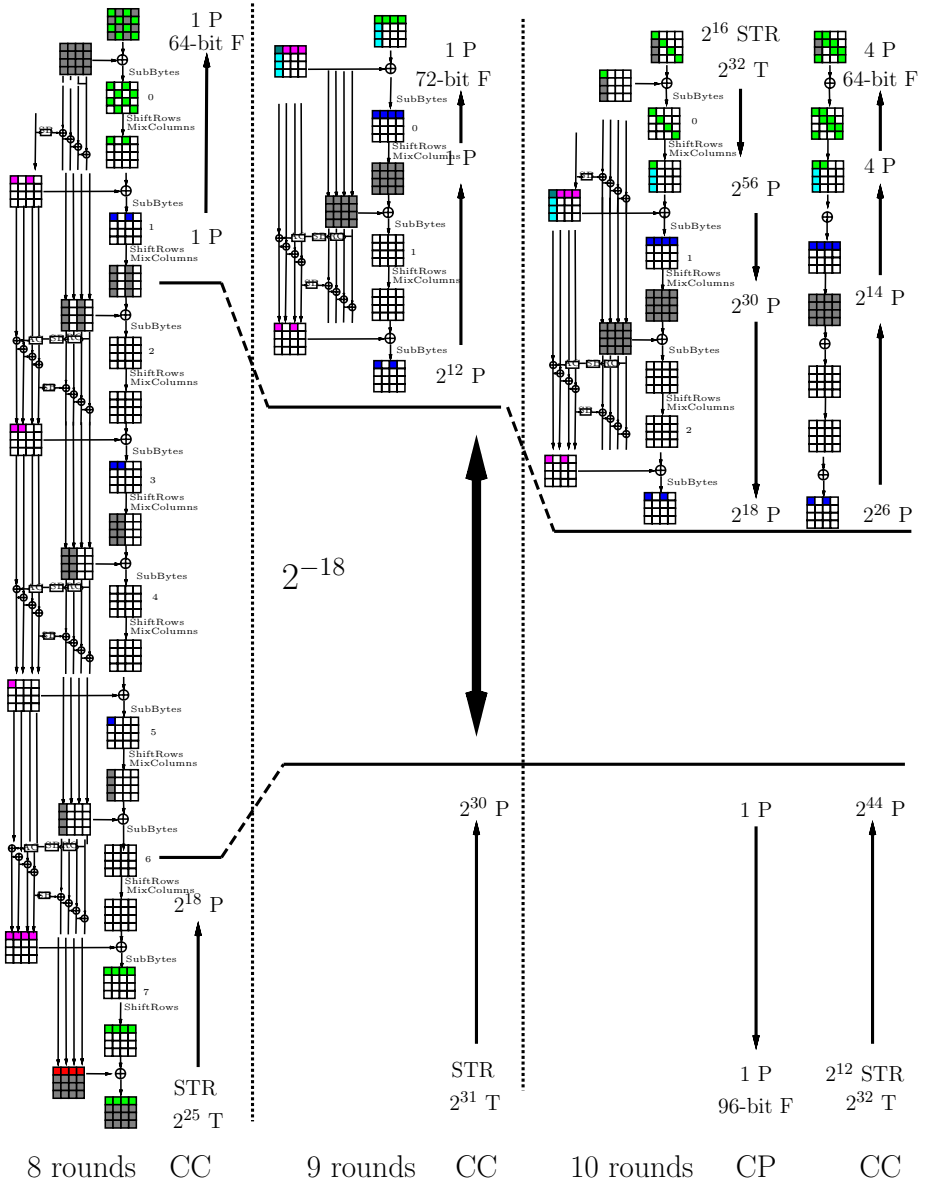 1 P
64-bit F
SubBytes
0
ShiftRows
MixColumns
SubBytes
1
1 P
ShiftRows
MixColumns
SubBytes
2
ShiftRows
MixColumns
SubBytes
3
ShiftRows
MixColumns
SubBytes
4
ShiftRows
MixColumns
SubBytes
5
ShiftRows
MixColumns
SubBytes
6
ShiftRows
MixColumns
2^18 P
SubBytes
7
ShiftRows
STR
2^25 T
8 rounds CC
1 P
72-bit F
SubBytes
0
ShiftRows
MixColumns
1 P
SubBytes
1
ShiftRows
MixColumns
SubBytes
2^12 P
2^−18
2^30 P
STR
2^31 T
9 rounds CC
2^16 STR
2^32 T
SubBytes
0
ShiftRows
MixColumns
2^56 P
SubBytes
1
ShiftRows
MixColumns
2^30 P
SubBytes
ShiftRows
MixColumns
2
SubBytes
2^18 P
4 P
64-bit F
4 P
2^14 P
2^26 P
1 P
2^44 P
1 P
96-bit F
2^12 STR
2^32 T
10 rounds CP CC